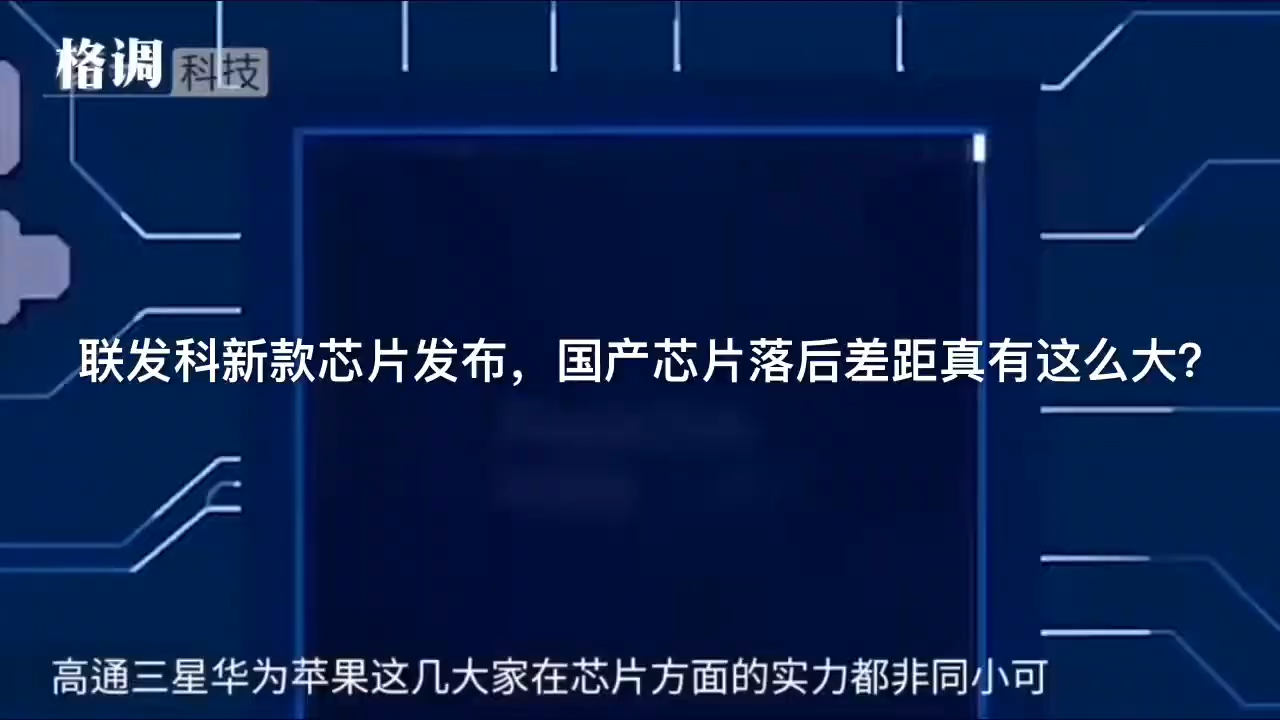 格调 科技
联发科新款芯片发布，国产芯片落后差距真有这么大？
高通三星华为苹果这几大家在芯片方面的实力都非同小可